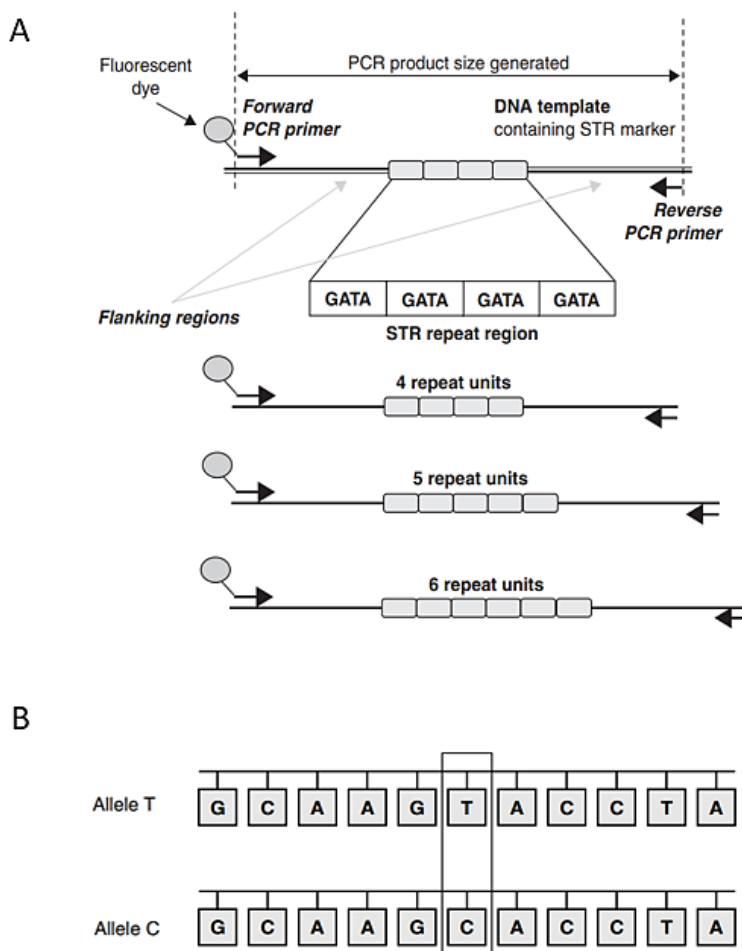 A
PCR product size generated
Fluorescent
dye
Forward
PCR primer
DNA template
containing STR marker
Reverse
PCR primer
GATA GATA GATA GATA
Flanking regions
STR repeat region
4 repeat units
5 repeat units
6 repeat units
B
Allele T G C A A G T A C C T A
Allele C G C A A G C A C C T A